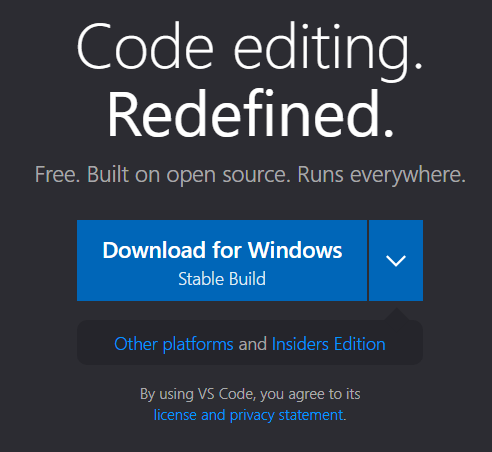 Code editing.
Redefined.
Free. Built on open source. Runs everywhere.
Download for Windows
Stable Build
Other platforms and Insiders Edition
By using VS Code, you agree to its
license and privacy statement.